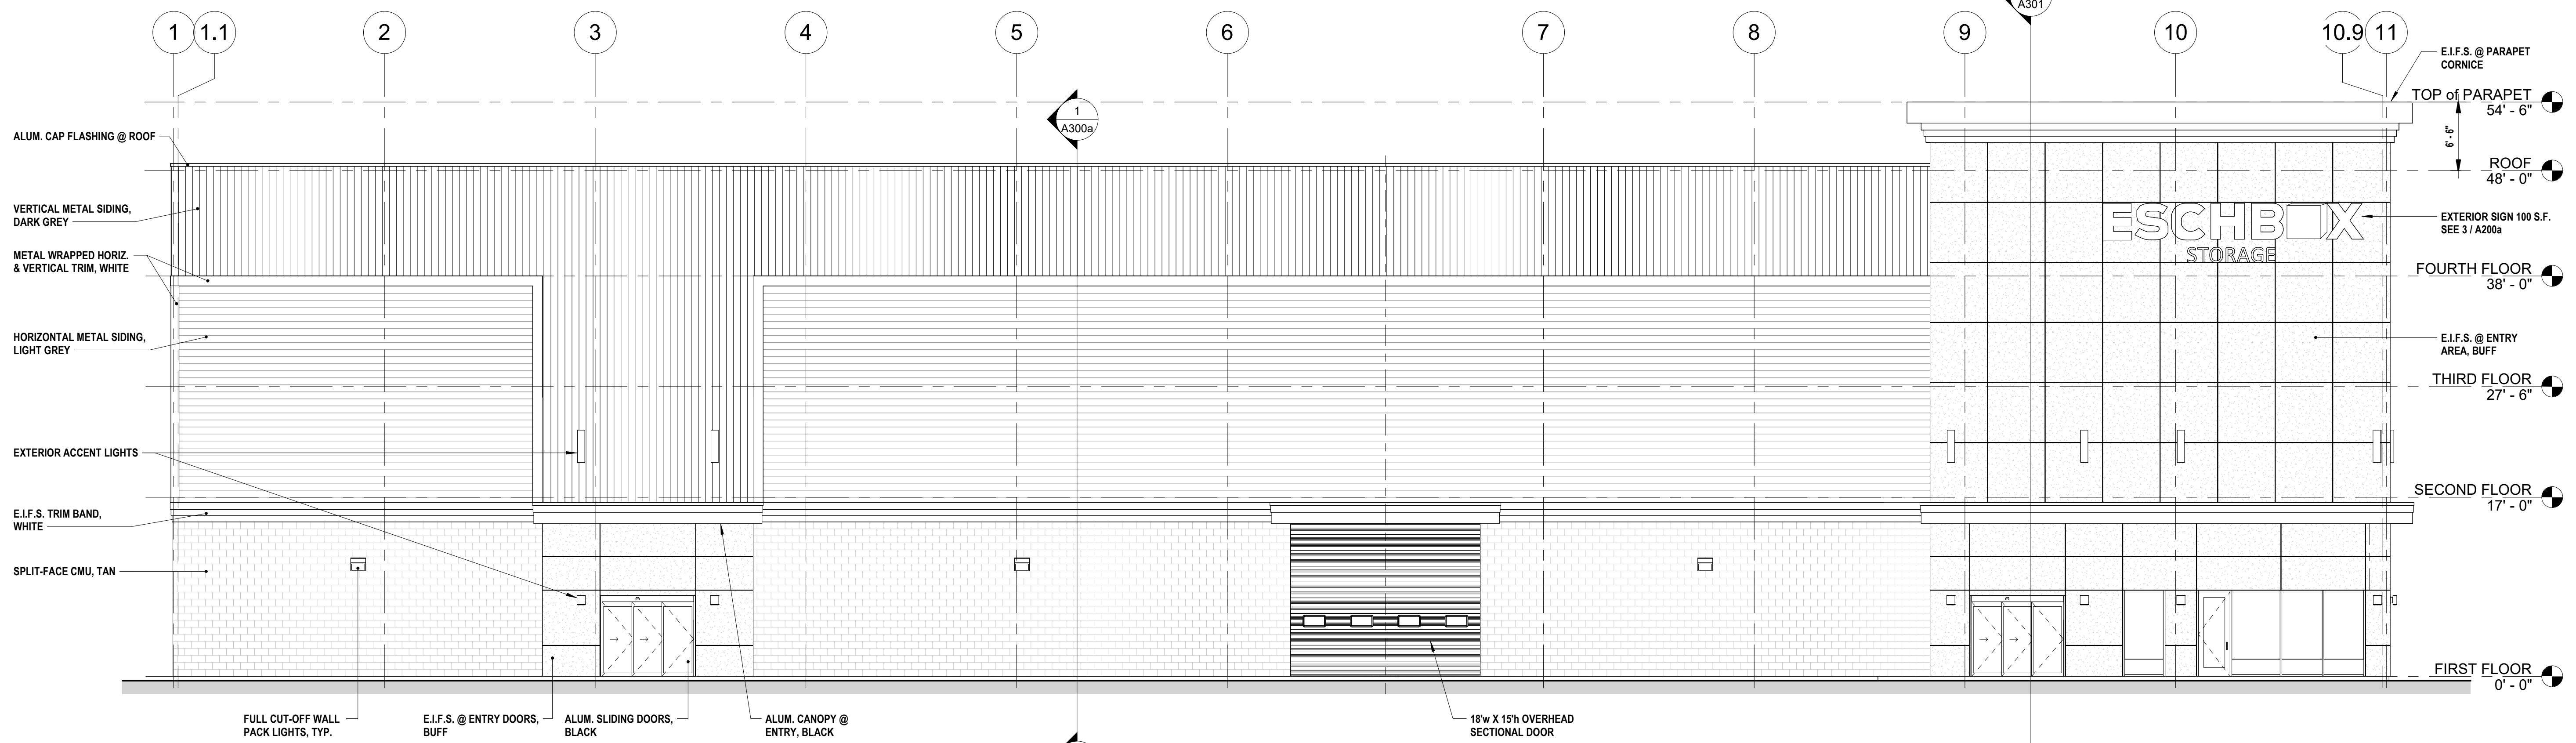 A301
1
1.1
2
3
4
5
6
7
8
9
10
10.9
11
E.I.F.S. @ PARAPET
CORNICE
TOP of PARAPET
54' - 6"
6' - 6"
1
A300a
ALUM. CAP FLASHING @ ROOF
ROOF
48' - 0"
VERTICAL METAL SIDING,
DARK GREY
ESCHBOX
STORAGE
EXTERIOR SIGN 100 S.F.
SEE 3 / A200a
METAL WRAPPED HORIZ.
& VERTICAL TRIM, WHITE
FOURTH FLOOR
38' - 0"
HORIZONTAL METAL SIDING,
LIGHT GREY
E.I.F.S. @ ENTRY
AREA, BUFF
THIRD FLOOR
27' - 6"
EXTERIOR ACCENT LIGHTS
SECOND FLOOR
17' - 0"
E.I.F.S. TRIM BAND,
WHITE
SPLIT-FACE CMU, TAN
FIRST FLOOR
0' - 0"
FULL CUT-OFF WALL
PACK LIGHTS, TYP.
E.I.F.S. @ ENTRY DOORS,
BUFF
ALUM. SLIDING DOORS,
BLACK
ALUM. CANOPY @
ENTRY, BLACK
18'w X 15'h OVERHEAD
SECTIONAL DOOR